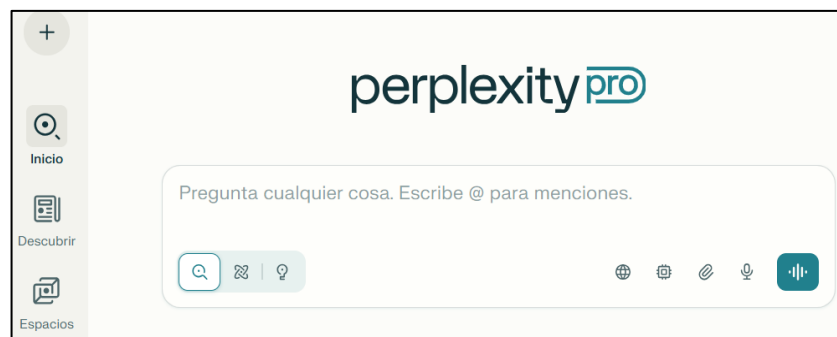 perplexity pro
Inicio
Pregunta cualquier cosa. Escribe @ para menciones.
Descubrir
Espacios